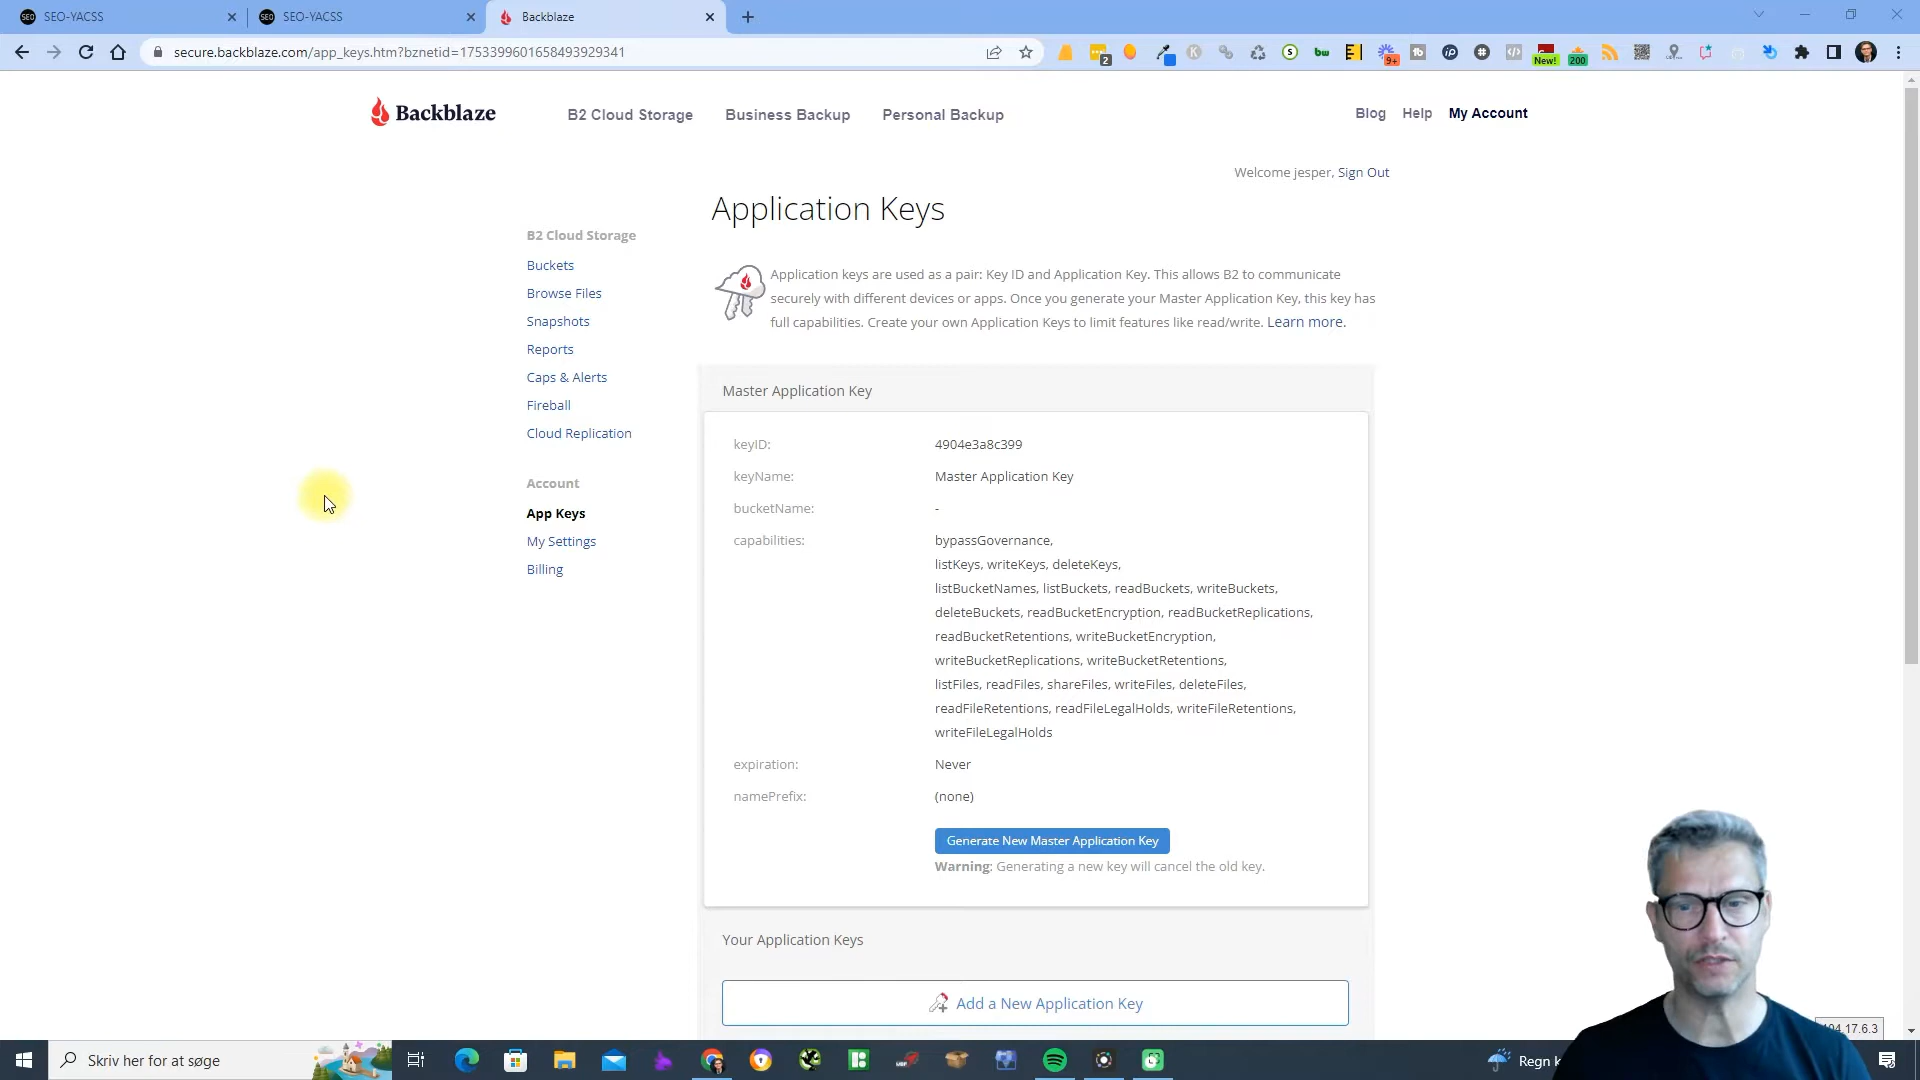 SEO-YACSS
SEO-YACSS
Backblaze
secure.backblaze.com/app_keys.htm?bznetid=1753399601658493929341
2
9+
New!
200
Backblaze
B2 Cloud Storage
Business Backup
Personal Backup
Blog
Help
My Account
Welcome jesper, Sign Out
Application Keys
Application keys are used as a pair: Key ID and Application Key. This allows B2 to communicate
securely with different devices or apps. Once you generate your Master Application Key, this key has
full capabilities. Create your own Application Keys to limit features like read/write. Learn more.
B2 Cloud Storage
Buckets
Browse Files
Snapshots
Reports
Caps & Alerts
Fireball
Cloud Replication
Account
App Keys
My Settings
Billing
Master Application Key
keyID: 4904e3a8c399
keyName: Master Application Key
bucketName: -
capabilities: bypassGovernance,
listKeys, writeKeys, deleteKeys,
listBucketNames, listBuckets, readBuckets, writeBuckets,
deleteBuckets, readBucketEncryption, readBucketReplications,
readBucketRetentions, writeBucketEncryption,
writeBucketReplications, writeBucketRetentions,
listFiles, readFiles, shareFiles, writeFiles, deleteFiles,
readFileRetentions, readFileLegalHolds, writeFileRetentions,
writeFileLegalHolds
expiration: Never
namePrefix: (none)
Generate New Master Application Key
Warning: Generating a new key will cancel the old key.
Your Application Keys
Add a New Application Key
Skriv her for at søge
Regn